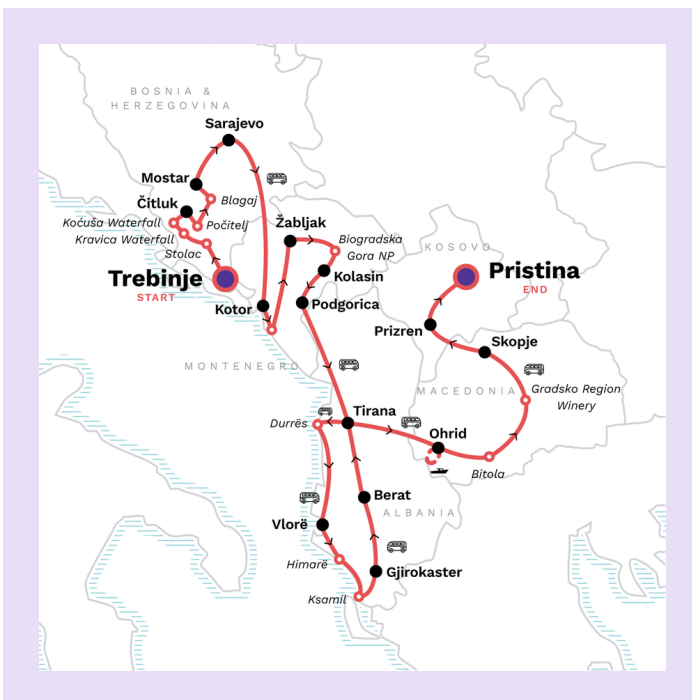 BOSNIA &
HERZEGOVINA
Sarajevo
Mostar
Blagaj
Čitluk
Koćuša Waterfall
Počitelj
Kravica Waterfall
Stolac
Trebinje
START
Žabljak
Biogradska
Gora NP
Kolasin
Kotor
Podgorica
KOSOVO
Pristina
END
Prizren
Skopje
MONTENEGRO
MACEDONIA
Gradsko Region
Winery
Tirana
Durrës
Ohrid
Bitola
Berat
ALBANIA
Vlorë
Himarë
Gjirokaster
Ksamil